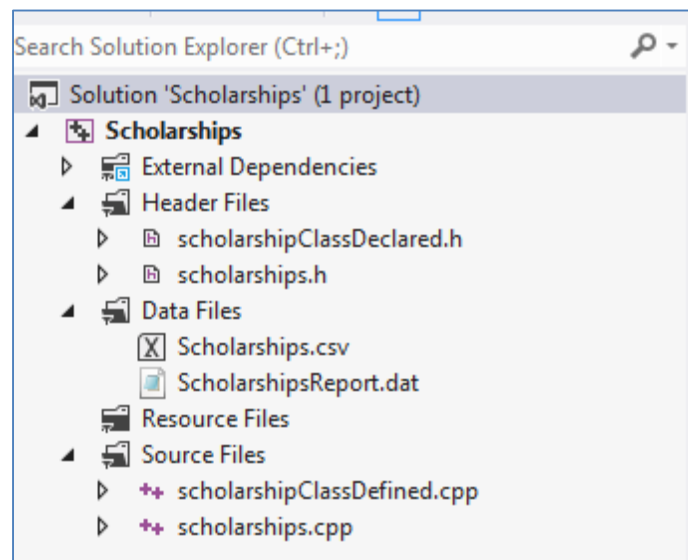 Search Solution Explorer (Ctrl+;)
Solution 'Scholarships' (1 project)
Scholarships
External Dependencies
Header Files
scholarshipClassDeclared.h
scholarships.h
Data Files
Scholarships.csv
ScholarshipsReport.dat
Resource Files
Source Files
scholarshipClassDefined.cpp
scholarships.cpp